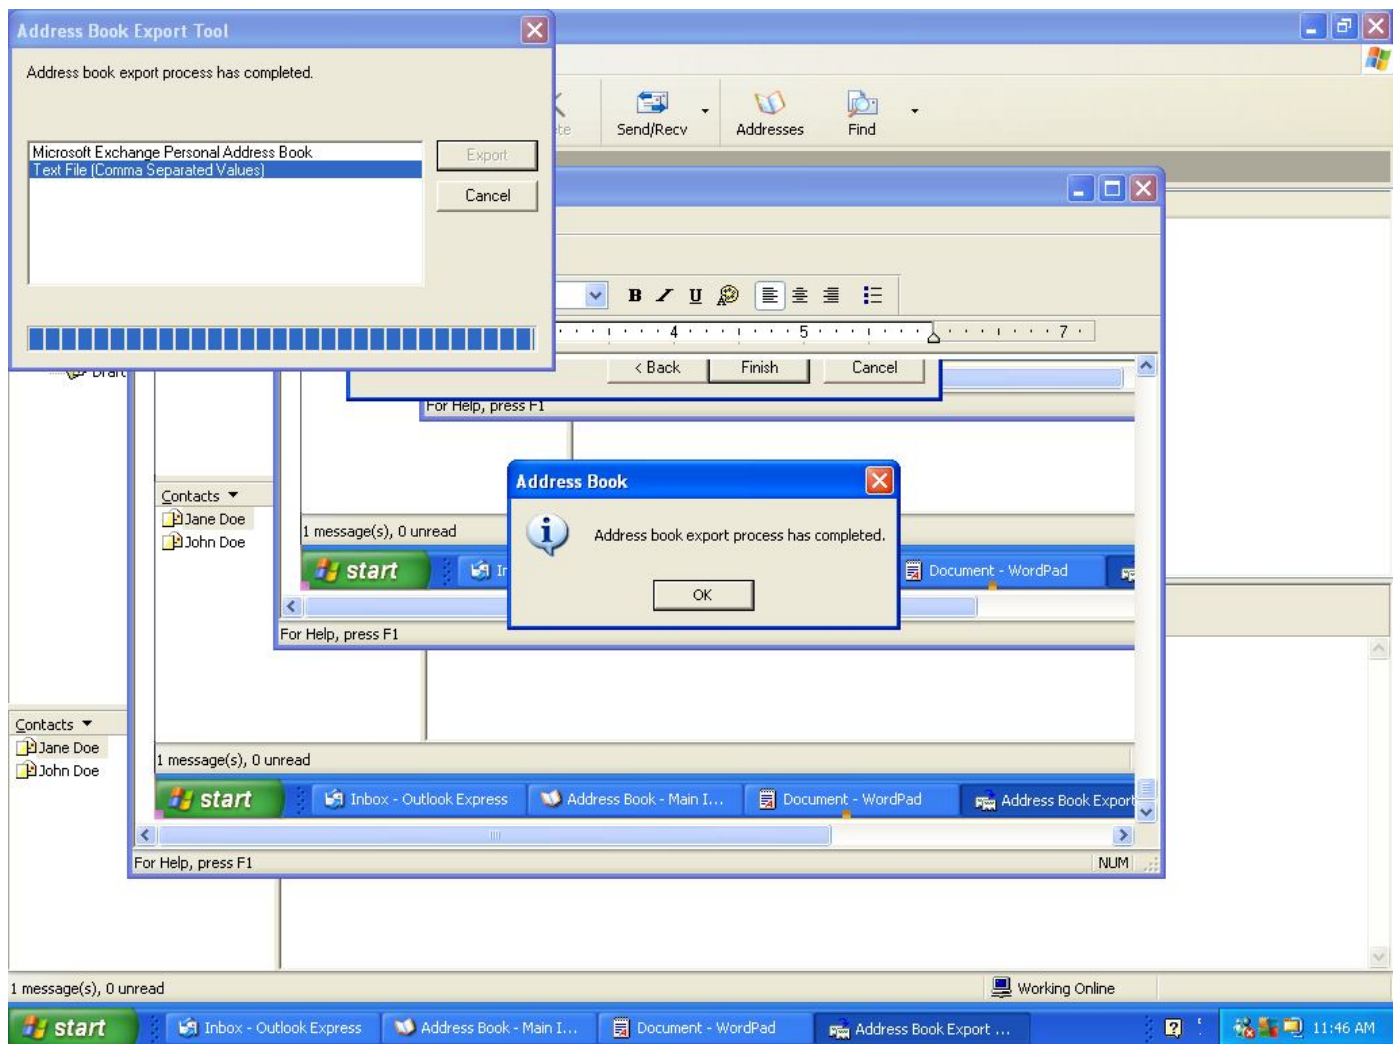 Address Book Export Tool
Address book export process has completed.
Send/Recv
Addresses
Find
Microsoft Exchange Personal Address Book
Text File (Comma Separated Values)
Export
Cancel
B U
4 5 7
< Back
Finish
Cancel
For Help, press F1
Address Book
Contacts
Jane Doe
John Doe
1 message(s), 0 unread
Address book export process has completed.
start
Document - WordPad
OK
For Help, press F1
Contacts
Jane Doe
John Doe
1 message(s), 0 unread
start
Inbox - Outlook Express
Address Book - Main I...
Document - WordPad
Address Book Export
For Help, press F1
NUM
1 message(s), 0 unread
Working Online
start
Inbox - Outlook Express
Address Book - Main I...
Document - WordPad
Address Book Export ...
11:46 AM